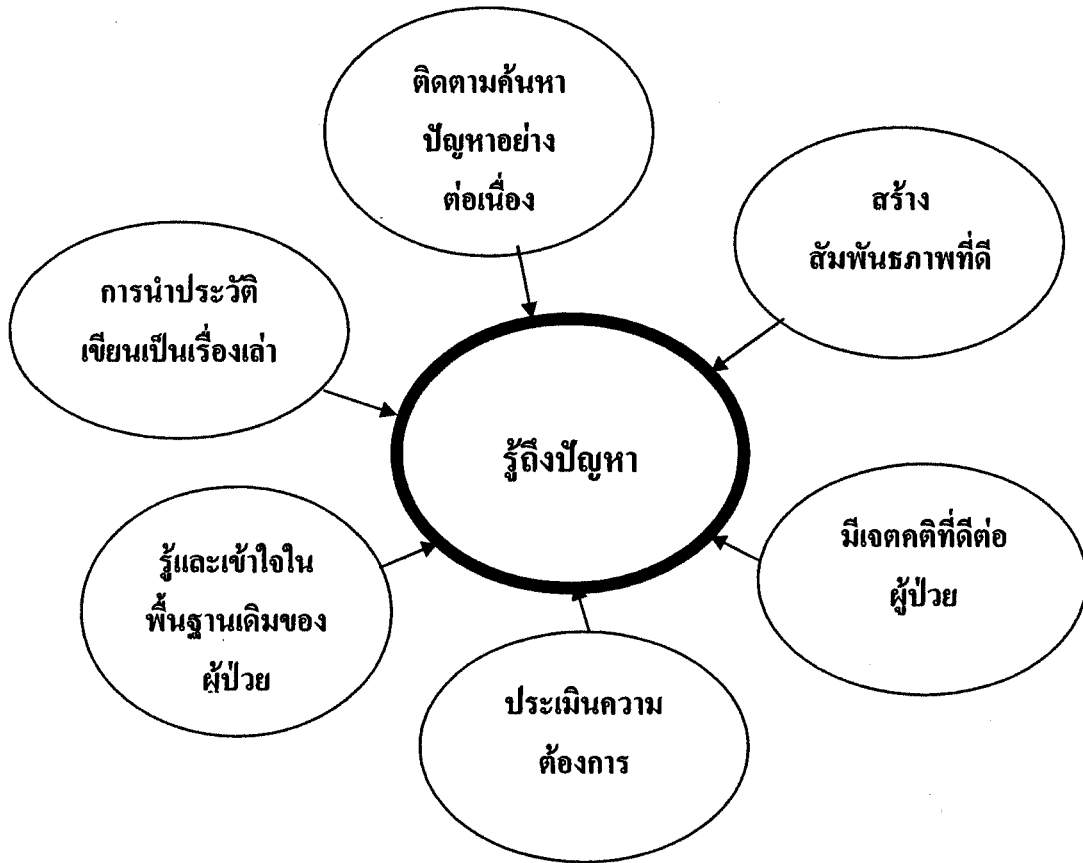 ติดตามค้นหา
ปัญหาอย่าง
ต่อเนื่อง
สร้าง
สัมพันธภาพที่ดี
การนำประวัติ
เขียนเป็นเรื่องเล่า
รู้ถึงปัญหา
มีเจตคติที่ดีต่อ
ผู้ป่วย
รู้และเข้าใจใน
พื้นฐานเดิมของ
ผู้ป่วย
ประเมินความ
ต้องการ